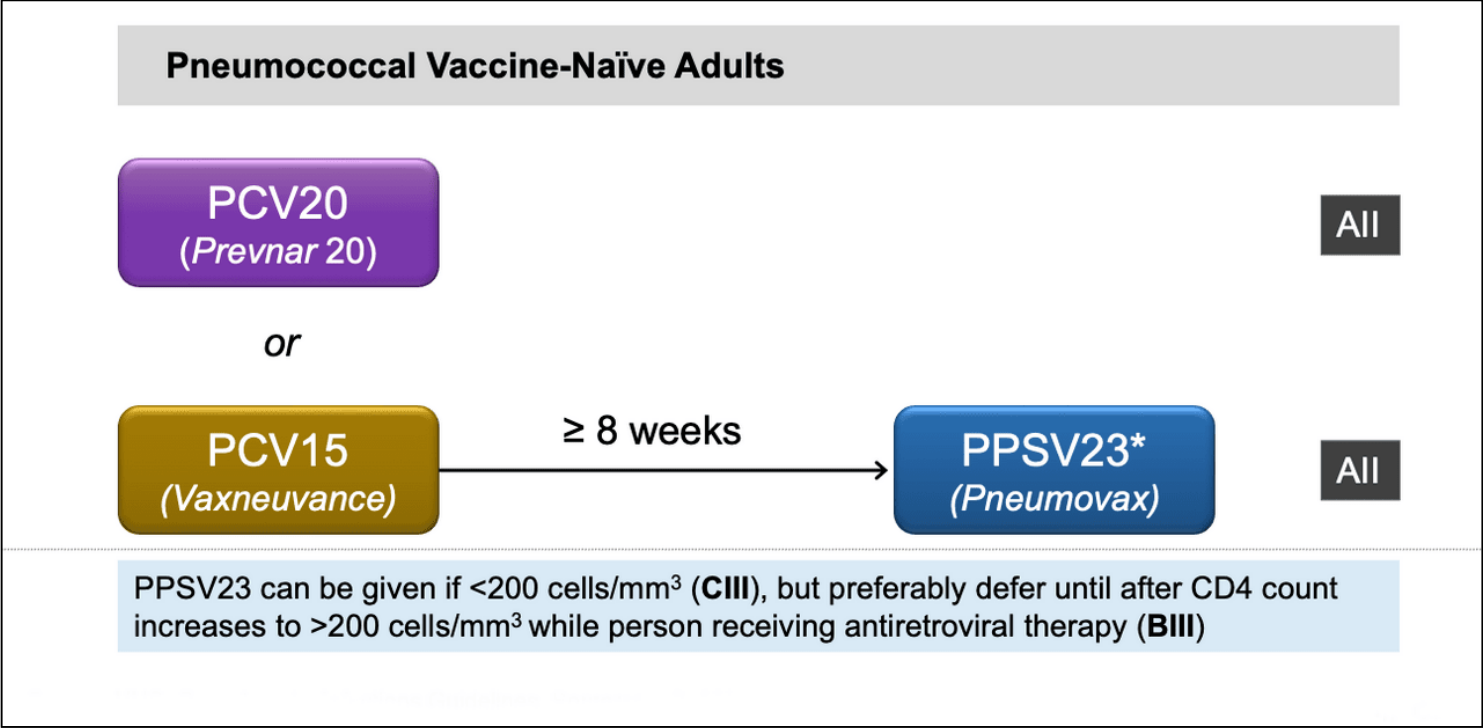 Pneumococcal Vaccine-Naïve Adults
PCV20
(Prevnar 20)
AII
or
PCV15
(Vaxneuvance)
≥ 8 weeks
PPSV23*
(Pneumovax)
AII
PPSV23 can be given if <200 cells/mm³ (CIII), but preferably defer until after CD4 count
increases to >200 cells/mm³ while person receiving antiretroviral therapy (BIII)